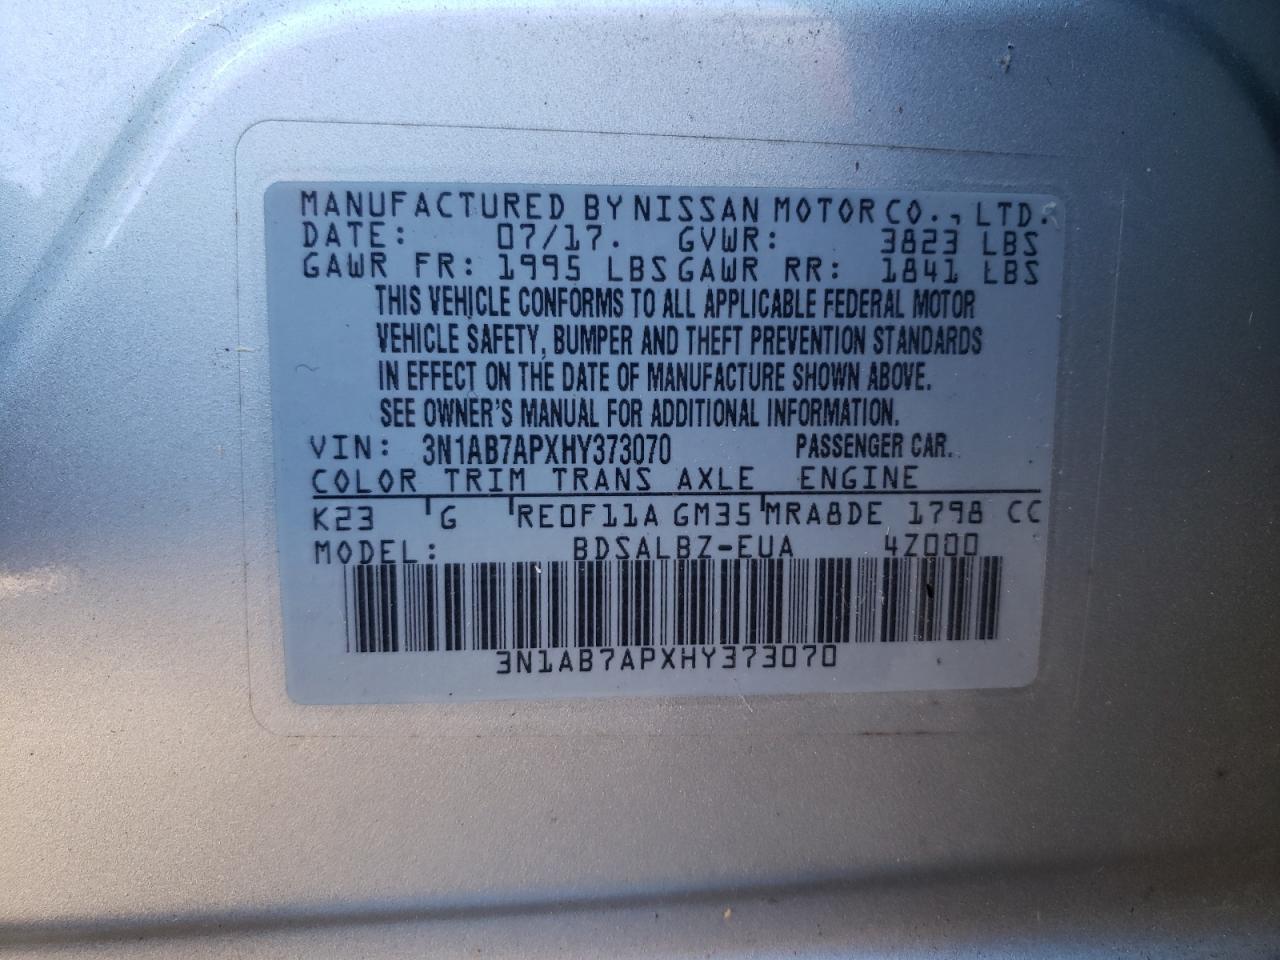 MANUFACTURED BY NISSAN MOTOR CO., LTD.
DATE: 07/17. GVWR: 3823 LBS
GAWR FR: 1995 LBS GAWR RR: 1841 LBS
THIS VEHICLE CONFORMS TO ALL APPLICABLE FEDERAL MOTOR
VEHICLE SAFETY, BUMPER AND THEFT PREVENTION STANDARDS
IN EFFECT ON THE DATE OF MANUFACTURE SHOWN ABOVE.
SEE OWNER'S MANUAL FOR ADDITIONAL INFORMATION.
VIN: 3N1AB7APXHY373070 PASSENGER CAR.
COLOR TRIM TRANS AXLE ENGINE
K23 G RE0F11A GM35 MRA8DE 1798 CC
MODEL: BDSALBZ-EUA 4Z000
3N1AB7APXHY373070